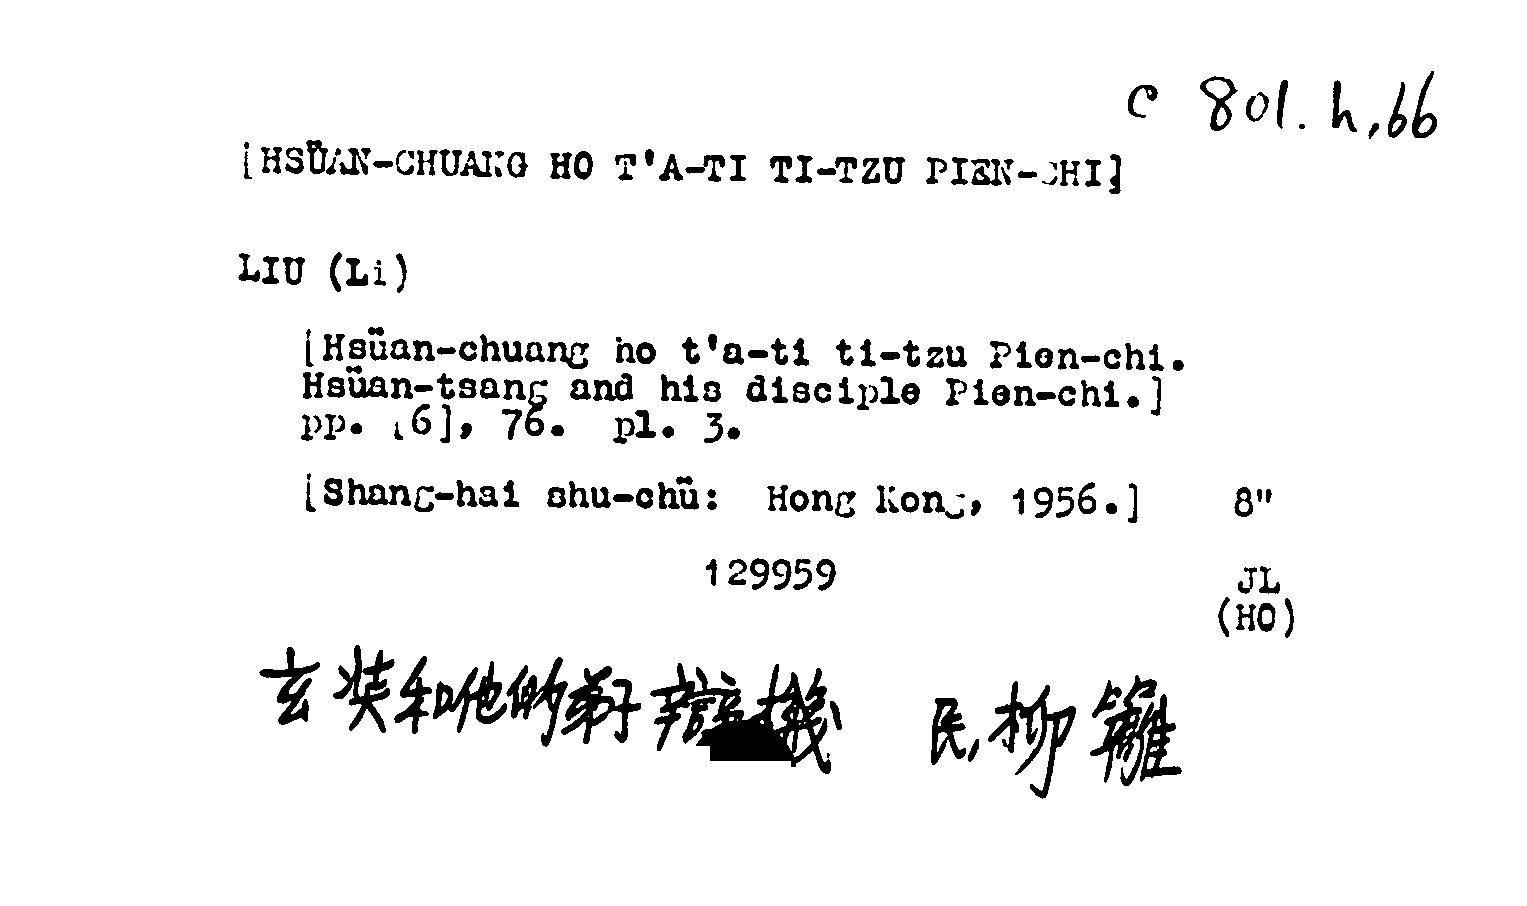 C 801. h, 66
[HSÜAN-CHUANG HO T'A-TI TI-TZU PIEN-CHI]
LIU (Li)
[Hsüan-chuang ho t'a-ti ti-tzu Pien-chi.
Hsüan-tsang and his disciple Pien-chi.]
pp. [6], 76. pl. 3.
[Shang-hai shu-chü: Hong Kong, 1956.] 8"
129959 JL
(HO)
玄奘和他的弟子辯機 民, 柳籬